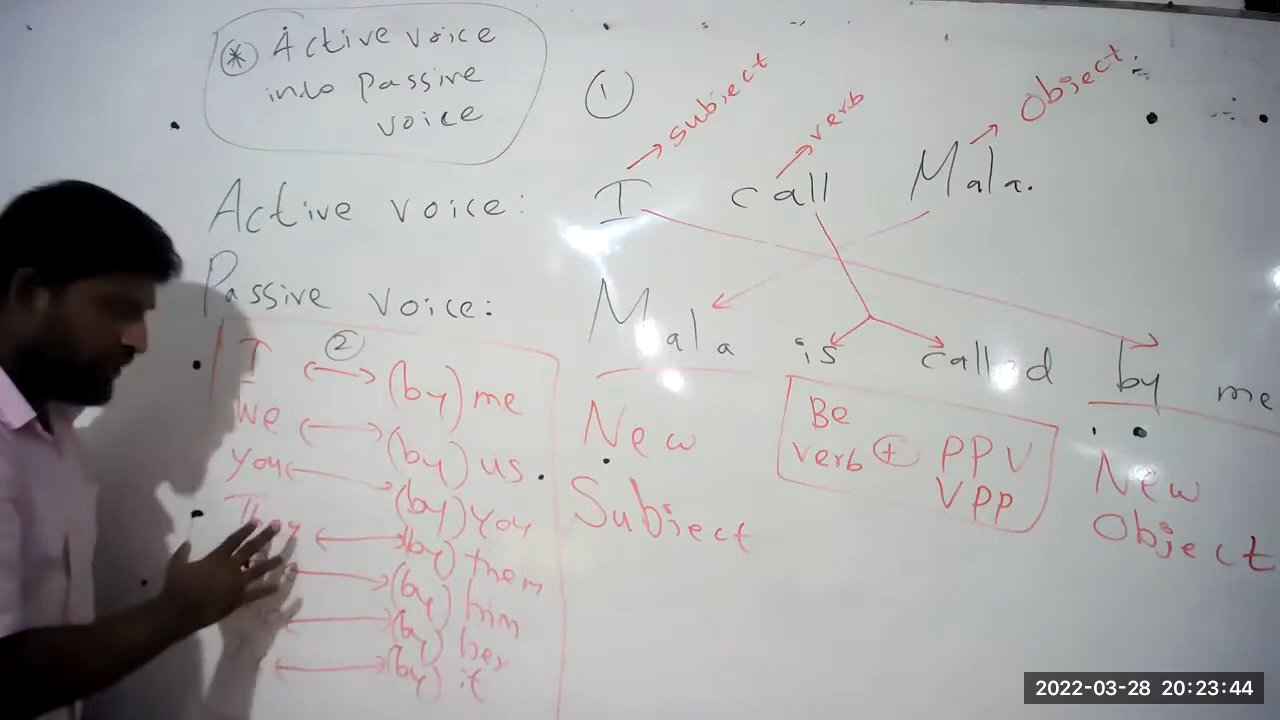 * Active voice
into passive
voice
1
subject
verb
Object
Active voice: I call Mala.
Passive voice: Mala is called by me
2
I (by) me
We (by) us
you (by) you
They (by) them
(by) him
(by) her
(by) it
New
Subject
Be
verb + PPV
VPP
New
Object
2022-03-28 20:23:44